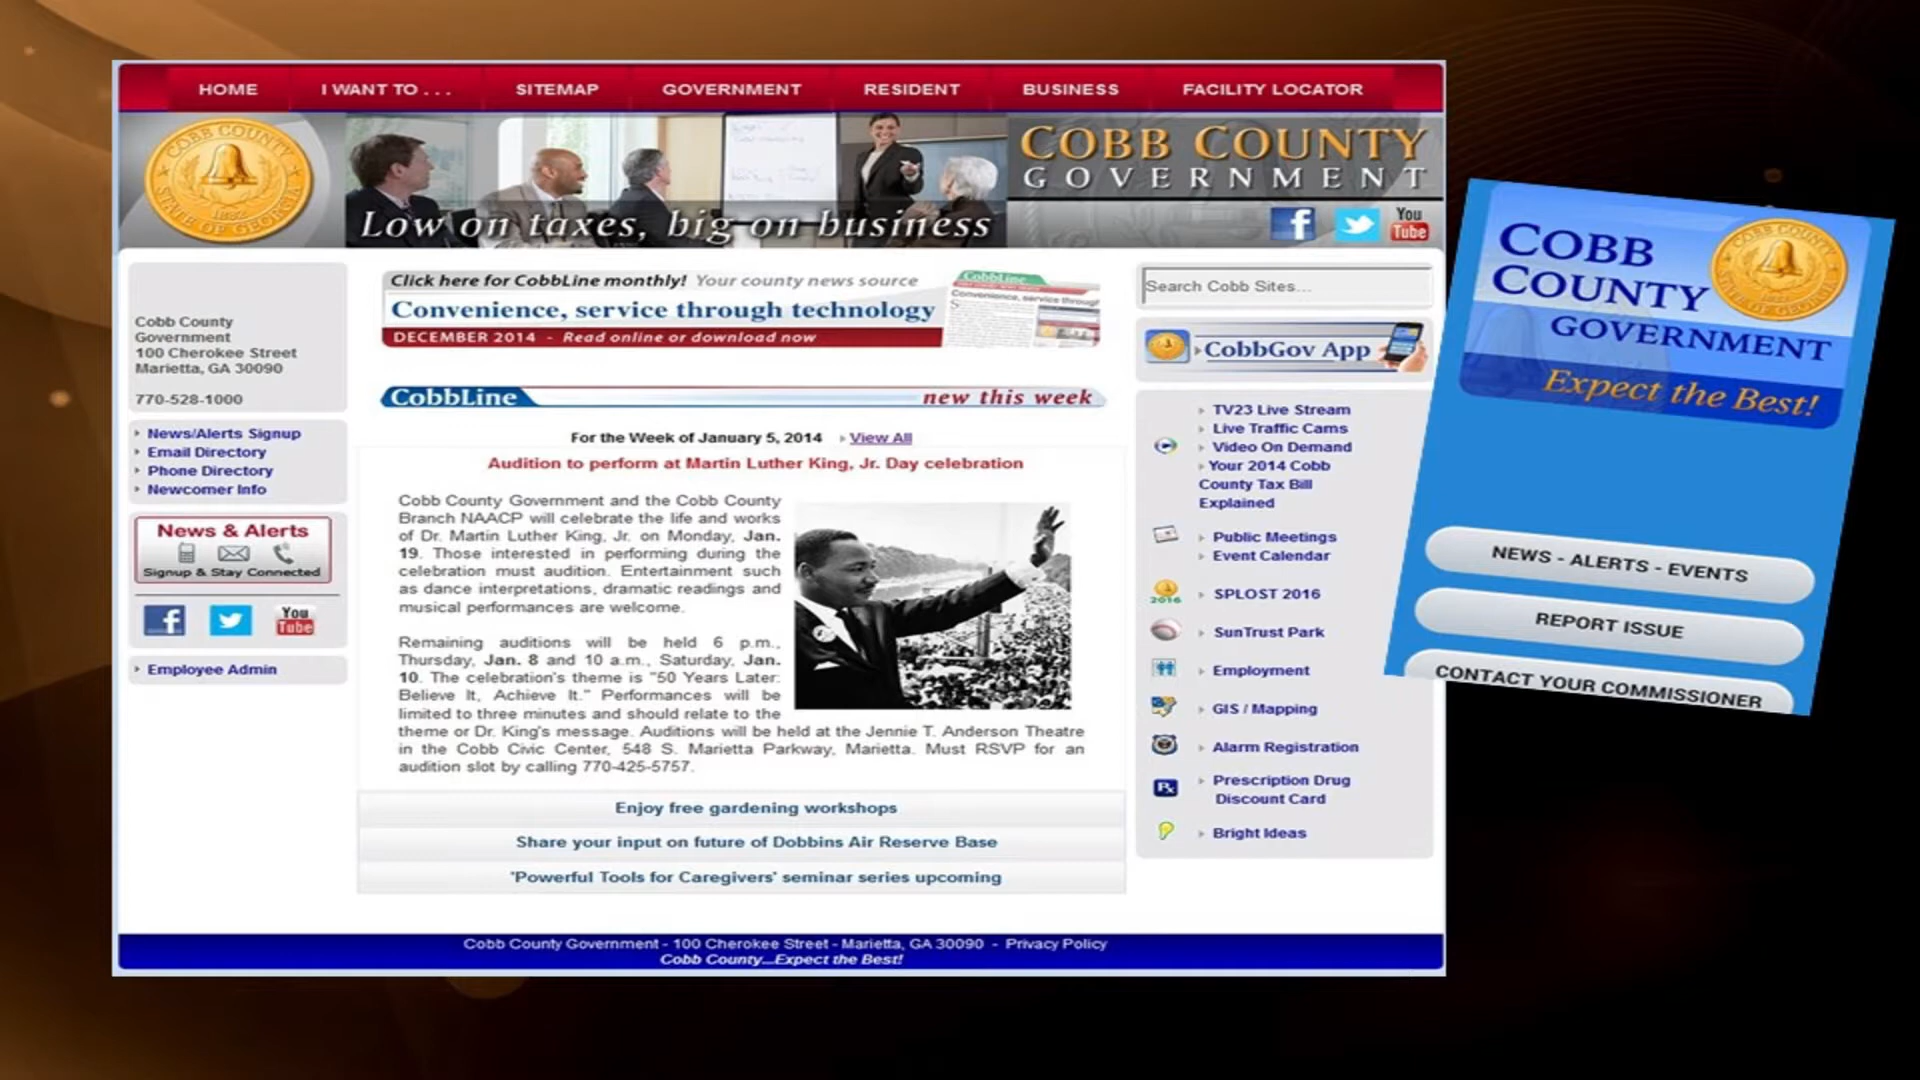 HOME I WANT TO . . . SITEMAP GOVERNMENT RESIDENT BUSINESS FACILITY LOCATOR
COBB COUNTY
STATE OF GEORGIA
1832
Low on taxes, big on business
COBB COUNTY
GOVERNMENT
You
Tube
Cobb County
Government
100 Cherokee Street
Marietta, GA 30090
770-528-1000
News/Alerts Signup
Email Directory
Phone Directory
Newcomer Info
News & Alerts
Signup & Stay Connected
You
Tube
Employee Admin
Click here for CobbLine monthly! Your county news source
Convenience, service through technology
DECEMBER 2014 - Read online or download now
CobbLine
Convenience, service throug
CobbLine new this week
For the Week of January 5, 2014 View All
Audition to perform at Martin Luther King, Jr. Day celebration
Cobb County Government and the Cobb County
Branch NAACP will celebrate the life and works
of Dr. Martin Luther King, Jr. on Monday, Jan.
19. Those interested in performing during the
celebration must audition. Entertainment such
as dance interpretations, dramatic readings and
musical performances are welcome.
Remaining auditions will be held 6 p.m.,
Thursday, Jan. 8 and 10 a.m., Saturday, Jan.
10. The celebration's theme is "50 Years Later:
Believe It, Achieve It." Performances will be
limited to three minutes and should relate to the
theme or Dr. King's message. Auditions will be held at the Jennie T. Anderson Theatre
in the Cobb Civic Center, 548 S. Marietta Parkway, Marietta. Must RSVP for an
audition slot by calling 770-425-5757.
Enjoy free gardening workshops
Share your input on future of Dobbins Air Reserve Base
'Powerful Tools for Caregivers' seminar series upcoming
Search Cobb Sites...
CobbGov App
TV23 Live Stream
Live Traffic Cams
Video On Demand
Your 2014 Cobb
County Tax Bill
Explained
Public Meetings
Event Calendar
2016
SPLOST 2016
SunTrust Park
Employment
GIS / Mapping
Alarm Registration
Rx
Prescription Drug
Discount Card
Bright Ideas
Cobb County Government - 100 Cherokee Street - Marietta, GA 30090 - Privacy Policy
Cobb County...Expect the Best!
COBB
COUNTY
GOVERNMENT
Expect the Best!
NEWS - ALERTS - EVENTS
REPORT ISSUE
CONTACT YOUR COMMISSIONER